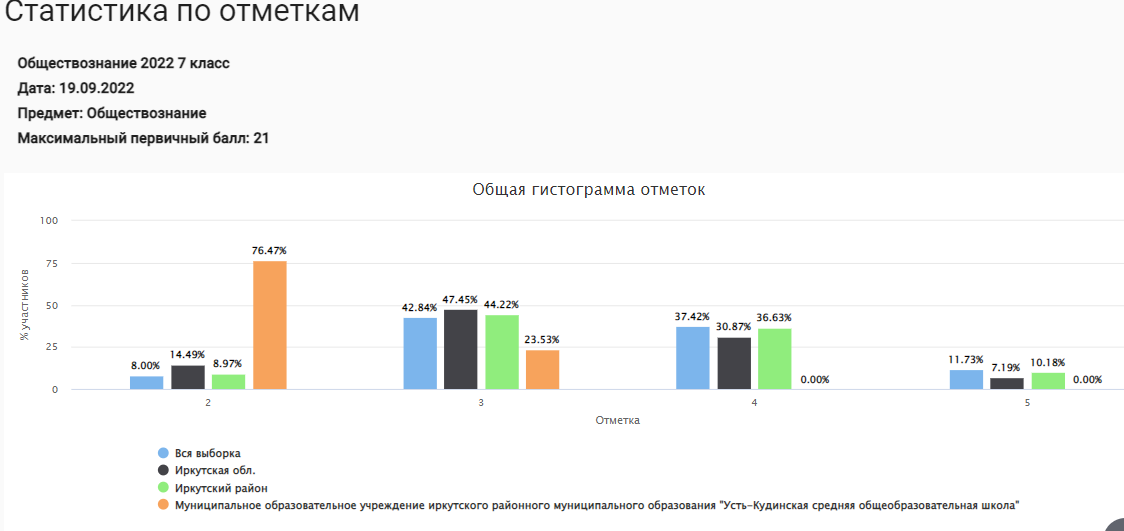 Статистика по отметкам
Обществознание 2022 7 класс
Дата: 19.09.2022
Предмет: Обществознание
Максимальный первичный балл: 21
Общая гистограмма отметок
% участников
100
75
50
25
0
8.00% 14.49% 8.97% 76.47%
42.84% 47.45% 44.22% 23.53%
37.42% 30.87% 36.63% 0.00%
11.73% 7.19% 10.18% 0.00%
2 3 4 5
Отметка
Вся выборка
Иркутская обл.
Иркутский район
Муниципальное образовательное учреждение иркутского районного муниципального образования "Усть-Кудинская средняя общеобразовательная школа"